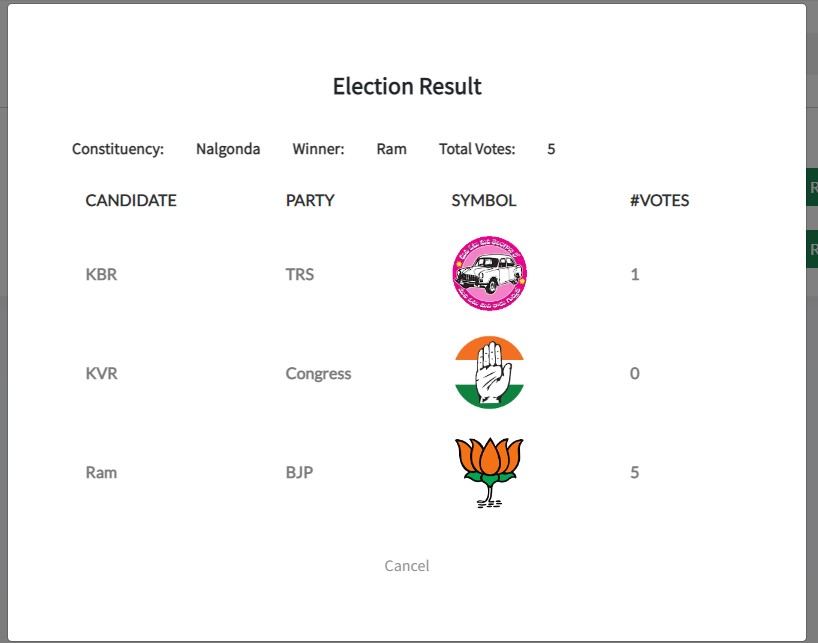 Election Result
Constituency: Nalgonda Winner: Ram Total Votes: 5
CANDIDATE PARTY SYMBOL #VOTES
KBR TRS 1
KVR Congress 0
Ram BJP 5
Cancel
R
R